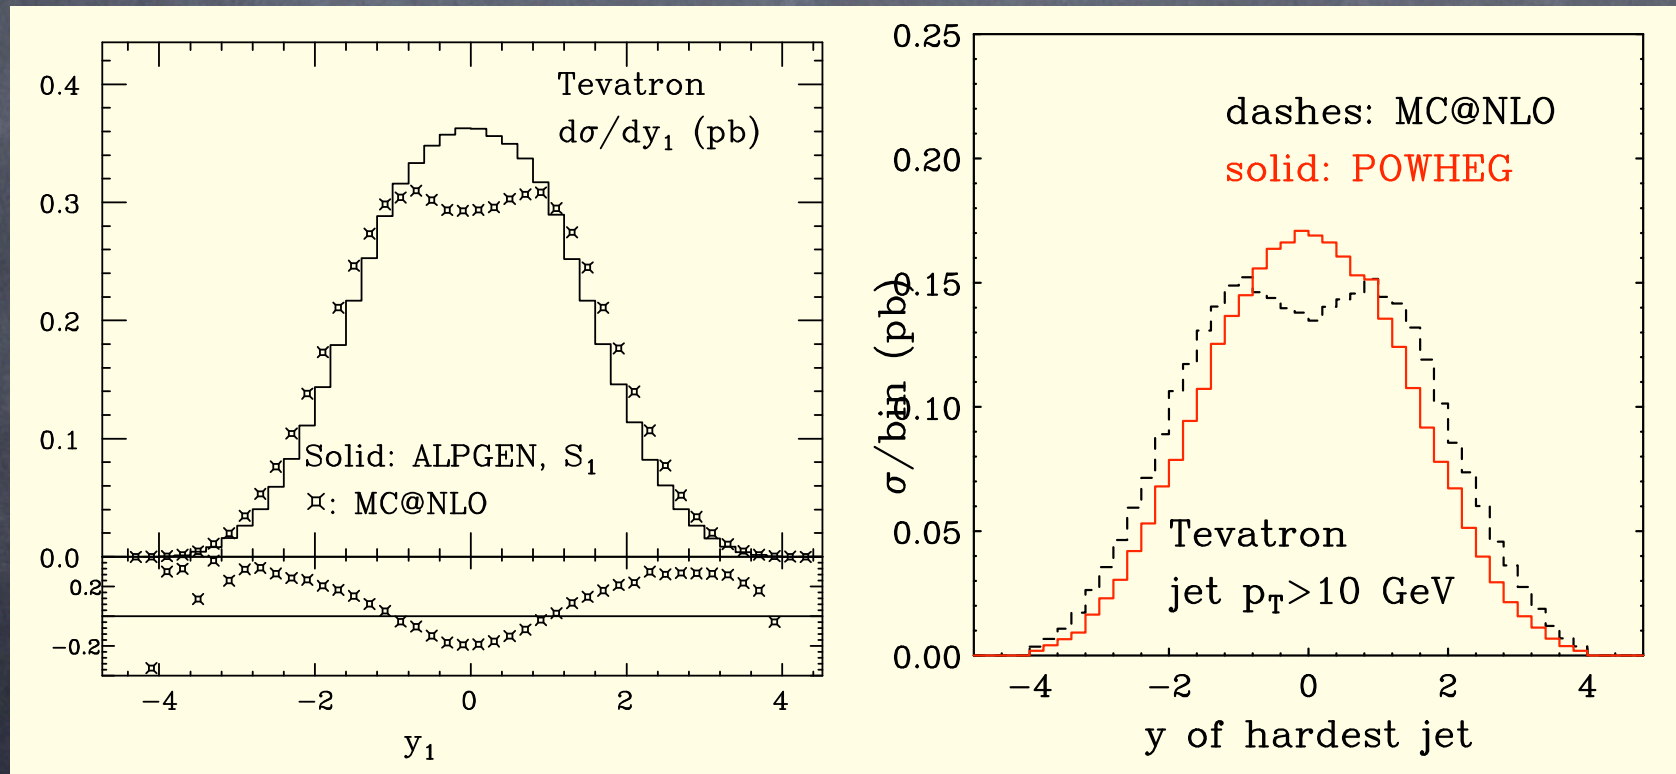 Tevatron
dσ/dy₁ (pb)
0.4
0.3
0.2
0.1
0.0
Solid: ALPGEN, S₁
¤: MC@NLO
0.2
−0.2
−4 −2 0 2 4
y₁
0.25
0.20
0.15
0.10
0.05
0.00
dashes: MC@NLO
solid: POWHEG
σ/bin (pb)
Tevatron
jet p_T>10 GeV
−4 −2 0 2 4
y of hardest jet